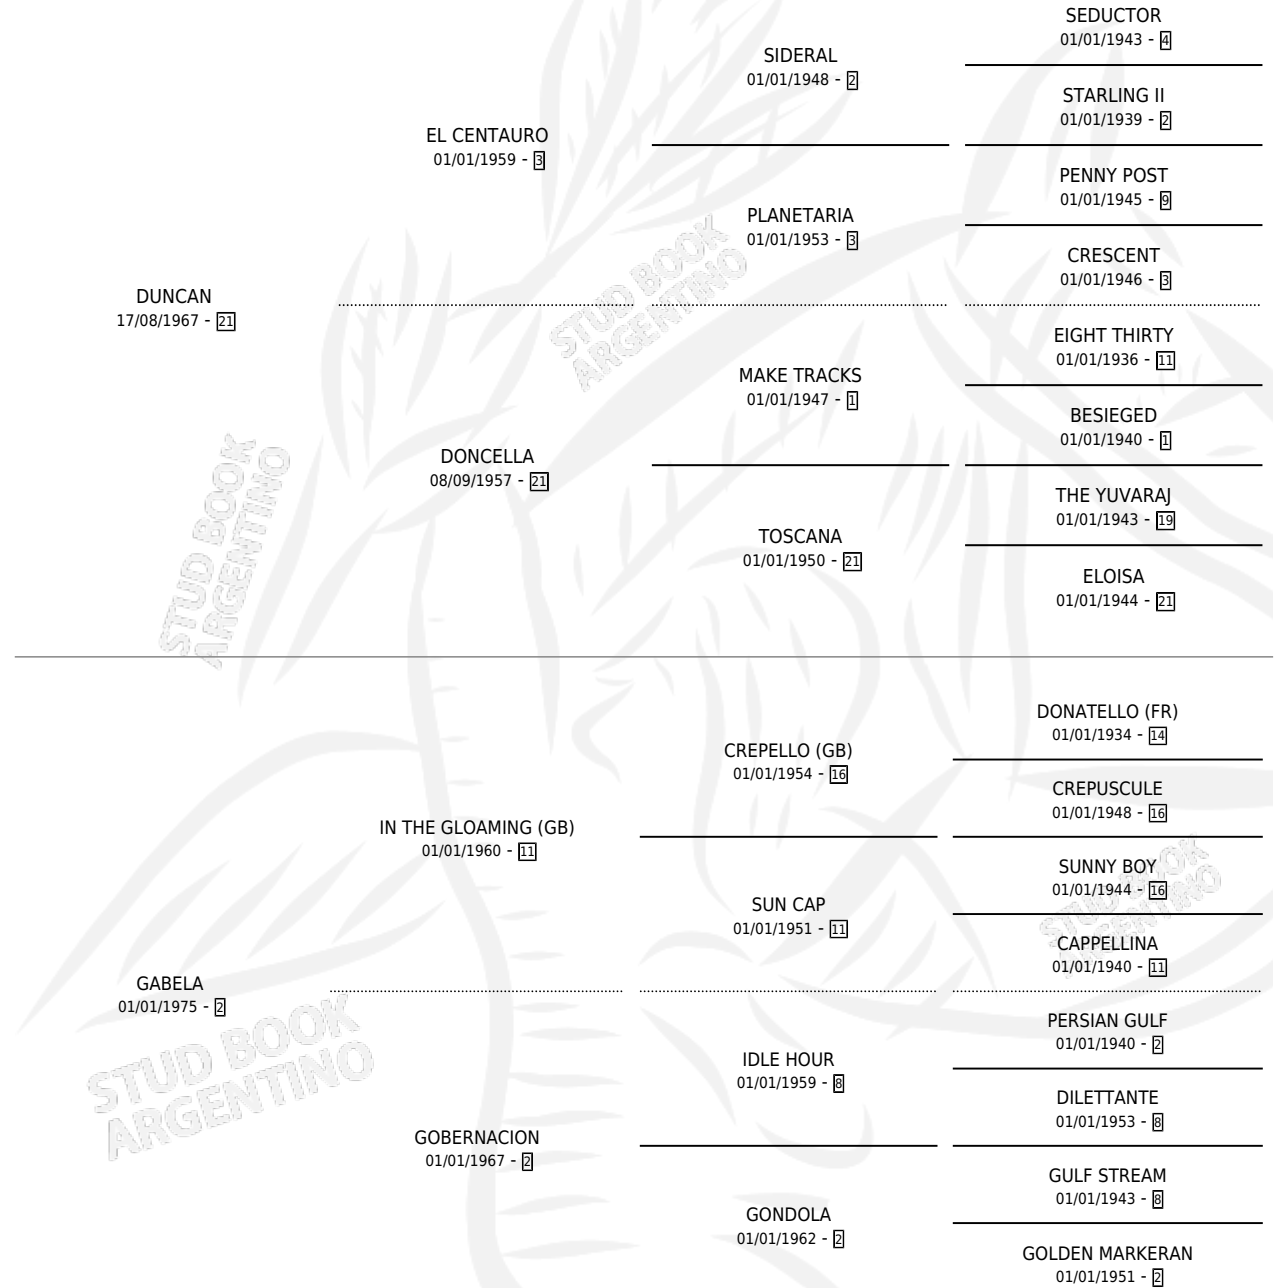 SEDUCTOR
01/01/1943 - 4
SIDERAL
01/01/1948 - 2
STARLING II
01/01/1939 - 2
EL CENTAURO
01/01/1959 - 3
PENNY POST
01/01/1945 - 9
PLANETARIA
01/01/1953 - 3
CRESCENT
01/01/1946 - 3
DUNCAN
17/08/1967 - 21
EIGHT THIRTY
01/01/1936 - 11
MAKE TRACKS
01/01/1947 - 1
BESIEGED
01/01/1940 - 1
DONCELLA
08/09/1957 - 21
THE YUVARAJ
01/01/1943 - 19
TOSCANA
01/01/1950 - 21
ELOISA
01/01/1944 - 21
STUD BOOK
ARGENTINO
STUD BOOK
ARGENTINO
DONATELLO (FR)
01/01/1934 - 14
CREPELLO (GB)
01/01/1954 - 16
CREPUSCULE
01/01/1948 - 16
IN THE GLOAMING (GB)
01/01/1960 - 11
SUNNY BOY
01/01/1944 - 16
SUN CAP
01/01/1951 - 11
CAPPELLINA
01/01/1940 - 11
GABELA
01/01/1975 - 2
PERSIAN GULF
01/01/1940 - 2
IDLE HOUR
01/01/1959 - 8
DILETTANTE
01/01/1953 - 8
GOBERNACION
01/01/1967 - 2
GULF STREAM
01/01/1943 - 8
GONDOLA
01/01/1962 - 2
GOLDEN MARKERAN
01/01/1951 - 2
STUD BOOK
ARGENTINO
STUD BOOK
ARGENTINO